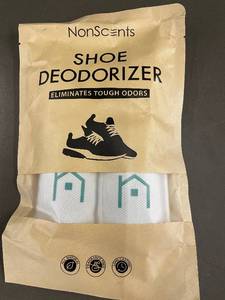 NonScents
SHOE
DEODORIZER
ELIMINATES TOUGH ODORS